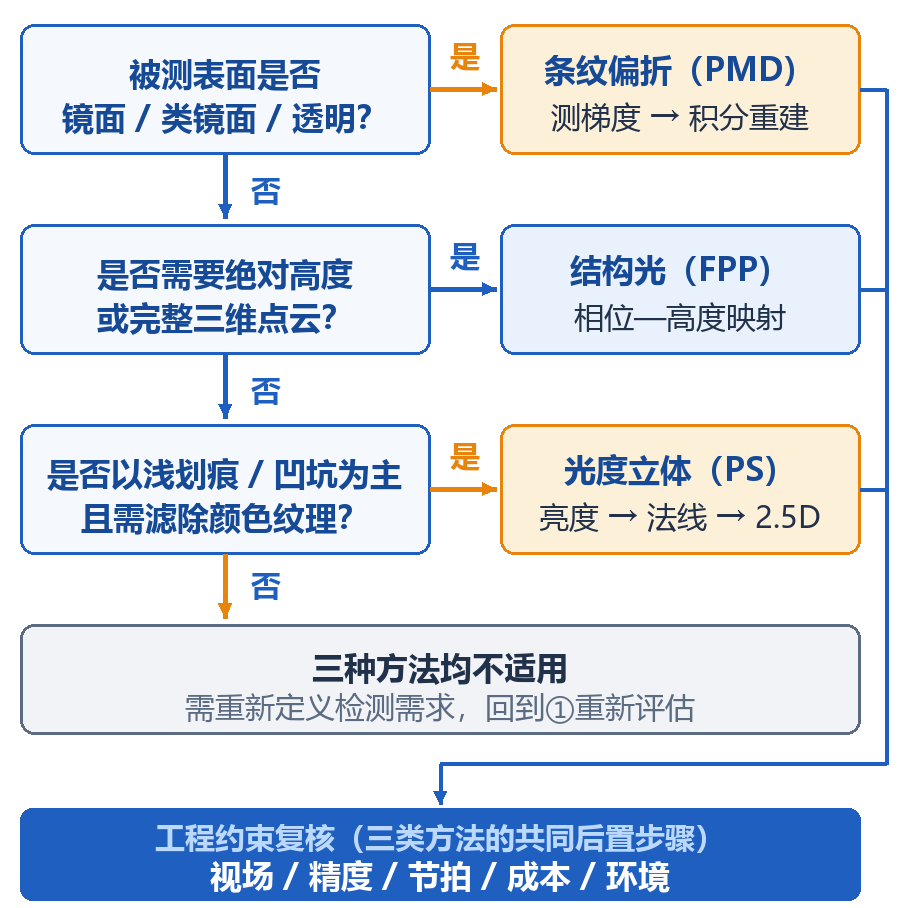 被测表面是否
镜面 / 类镜面 / 透明？
是
条纹偏折（PMD）
测梯度 → 积分重建
否
是否需要绝对高度
或完整三维点云？
是
结构光（FPP）
相位—高度映射
否
是否以浅划痕 / 凹坑为主
且需滤除颜色纹理？
是
光度立体（PS）
亮度 → 法线 → 2.5D
否
三种方法均不适用
需重新定义检测需求，回到①重新评估
工程约束复核（三类方法的共同后置步骤）
视场 / 精度 / 节拍 / 成本 / 环境